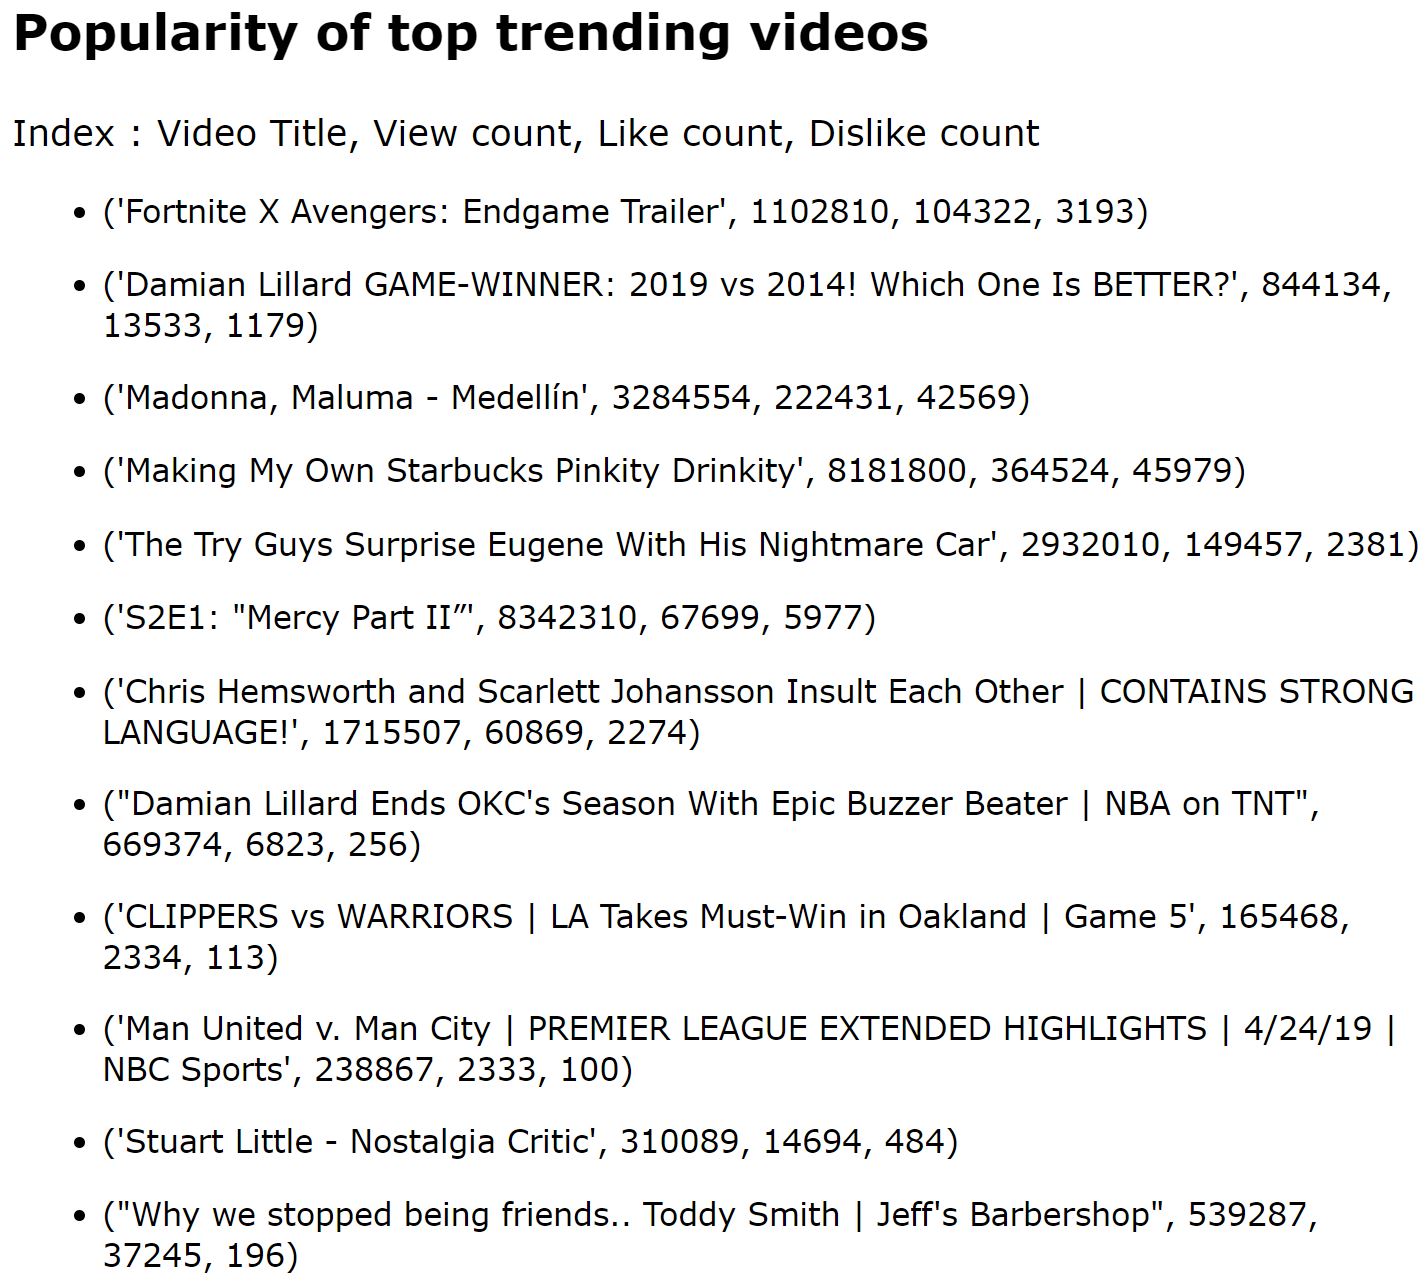 Popularity of top trending videos
Index : Video Title, View count, Like count, Dislike count
• ('Fortnite X Avengers: Endgame Trailer', 1102810, 104322, 3193)
• ('Damian Lillard GAME-WINNER: 2019 vs 2014! Which One Is BETTER?', 844134,
13533, 1179)
• ('Madonna, Maluma - Medellín', 3284554, 222431, 42569)
• ('Making My Own Starbucks Pinkity Drinkity', 8181800, 364524, 45979)
• ('The Try Guys Surprise Eugene With His Nightmare Car', 2932010, 149457, 2381)
• ('S2E1: "Mercy Part II”', 8342310, 67699, 5977)
• ('Chris Hemsworth and Scarlett Johansson Insult Each Other | CONTAINS STRONG
LANGUAGE!', 1715507, 60869, 2274)
• ("Damian Lillard Ends OKC's Season With Epic Buzzer Beater | NBA on TNT",
669374, 6823, 256)
• ('CLIPPERS vs WARRIORS | LA Takes Must-Win in Oakland | Game 5', 165468,
2334, 113)
• ('Man United v. Man City | PREMIER LEAGUE EXTENDED HIGHLIGHTS | 4/24/19 |
NBC Sports', 238867, 2333, 100)
• ('Stuart Little - Nostalgia Critic', 310089, 14694, 484)
• ("Why we stopped being friends.. Toddy Smith | Jeff's Barbershop", 539287,
37245, 196)